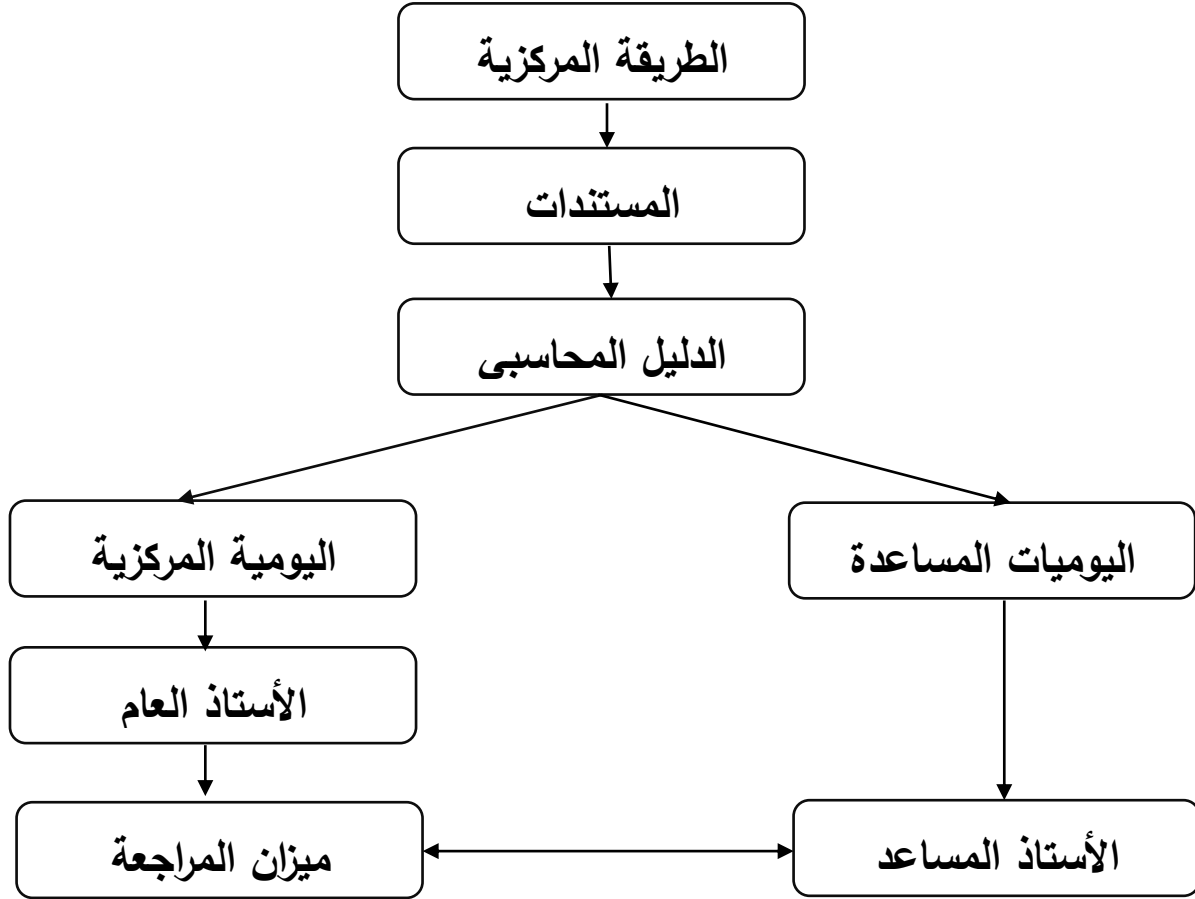 الطريقة المركزية
المستندات
الدليل المحاسبى
اليوميات المساعدة
اليومية المركزية
الأستاذ العام
الأستاذ المساعد
ميزان المراجعة